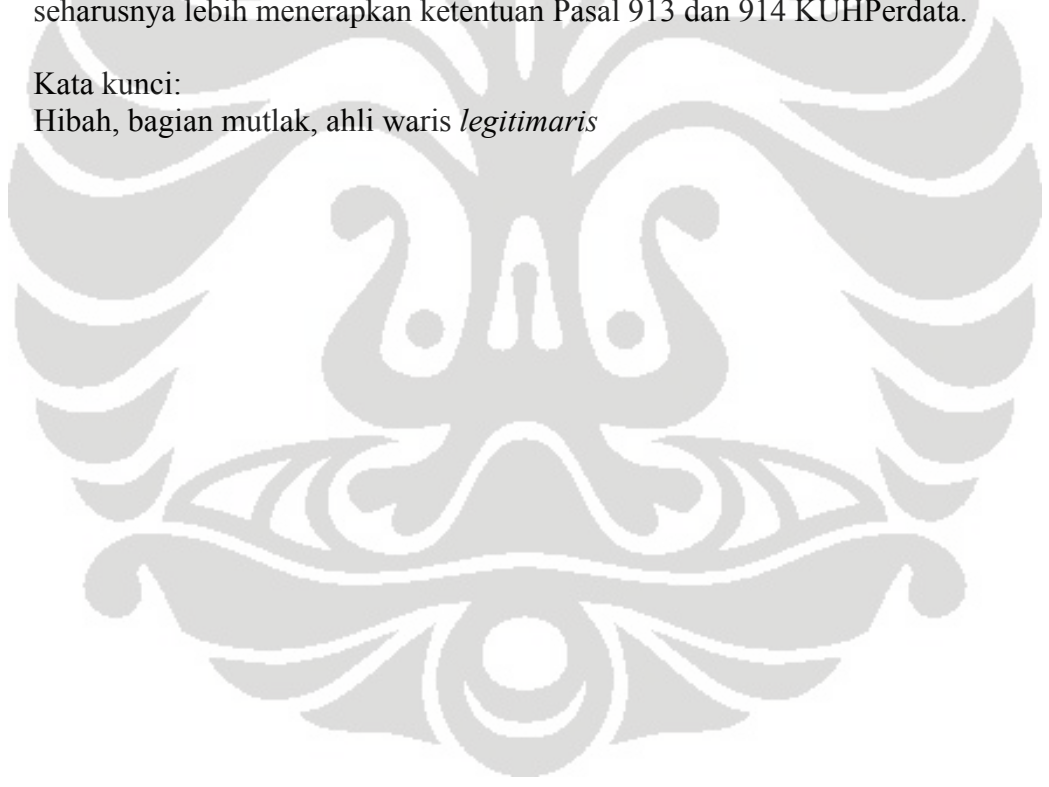 seharusnya lebih menerapkan ketentuan Pasal 913 dan 914 KUHPerdata.
Kata kunci:
Hibah, bagian mutlak, ahli waris legitimaris